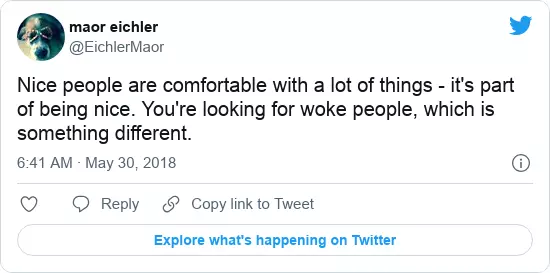 maor eichler
@EichlerMaor
Nice people are comfortable with a lot of things - it's part
of being nice. You're looking for woke people, which is
something different.
6:41 AM · May 30, 2018
Reply
Copy link to Tweet
Explore what's happening on Twitter